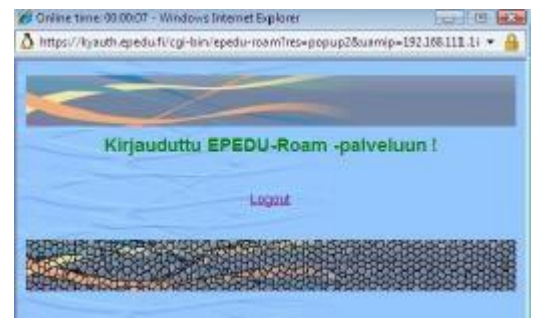 Online time: 00:00:07 - Windows Internet Explorer
https://kyauth.epedu.fi/cgi-bin/epedu-roam?res=popup2&uamip=192.168.111.1
Kirjauduttu EPEDU-Roam -palveluun !
Logout